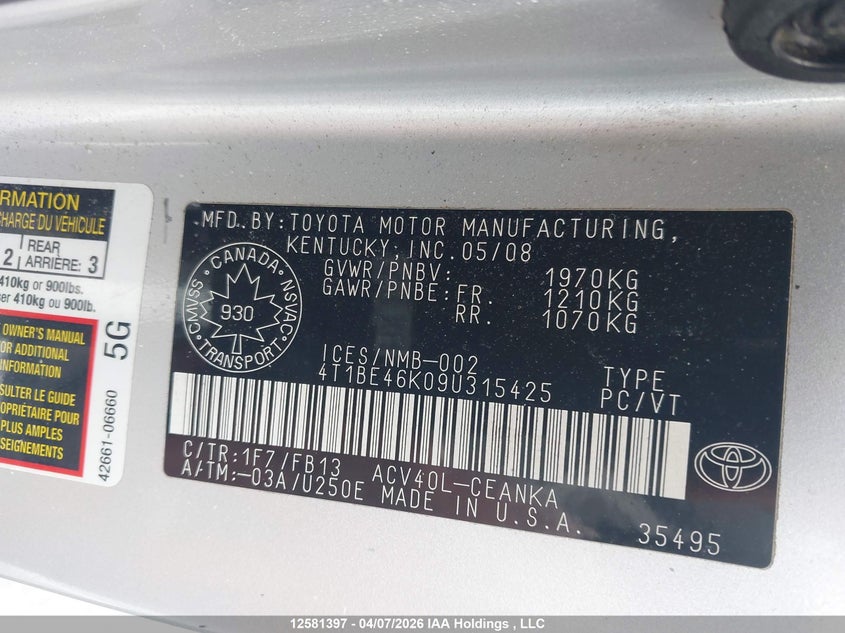 RMATION
CHARGE DU VÉHICULE
2 REAR ARRIÈRE: 3
410kg or 900lbs.
ser 410kg ou 900lb.
OWNER'S MANUAL
OR ADDITIONAL
INFORMATION
SULTER LE GUIDE
ROPRIÉTAIRE POUR
PLUS AMPLES
SEIGNEMENTS
5G
42661-06660
MFD. BY: TOYOTA MOTOR MANUFACTURING,
KENTUCKY, INC. 05/08
GVWR/PNBV: 1970KG
GAWR/PNBE: FR. 1210KG
RR. 1070KG
CANADA
CMVSS
NSVAC
930
TRANSPORT
ICES/NMB-002
4T1BE46K09U315425
TYPE
PC/VT
C/TR: 1F7/FB13 ACV40L-CEANKA
A/TM: -03A/U250E MADE IN U.S.A.
35495
12581397 - 04/07/2026 IAA Holdings , LLC